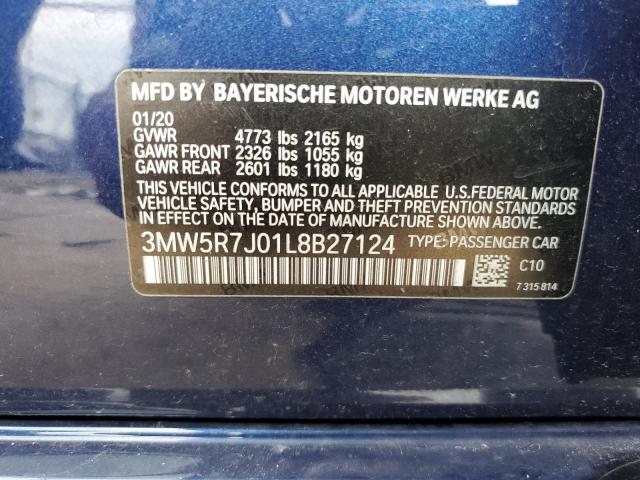 MFD BY BAYERISCHE MOTOREN WERKE AG
01/20
GVWR 4773 lbs 2165 kg
GAWR FRONT 2326 lbs 1055 kg
GAWR REAR 2601 lbs 1180 kg
THIS VEHICLE CONFORMS TO ALL APPLICABLE U.S.FEDERAL MOTOR
VEHICLE SAFETY, BUMPER, AND THEFT PREVENTION
STANDARDS IN EFFECT ON THE DATE OF MANUFACTURE SHOWN ABOVE.
3MW5R7J01L8B27124 TYPE: PASSENGER CAR
C10
7 315 814